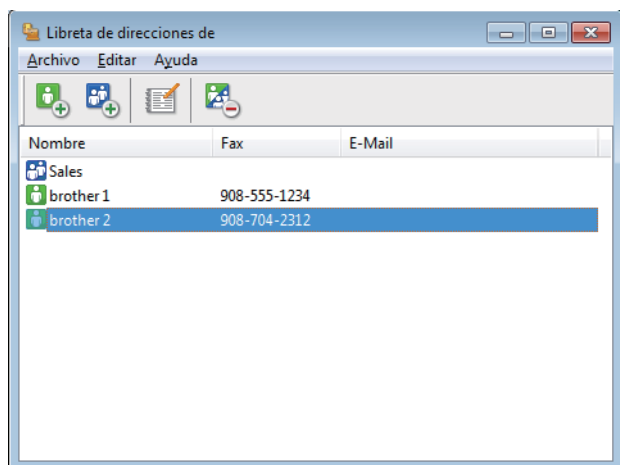 Libreta de direcciones de
Archivo Editar Ayuda
Nombre Fax E-Mail
Sales
brother 1 908-555-1234
brother 2 908-704-2312